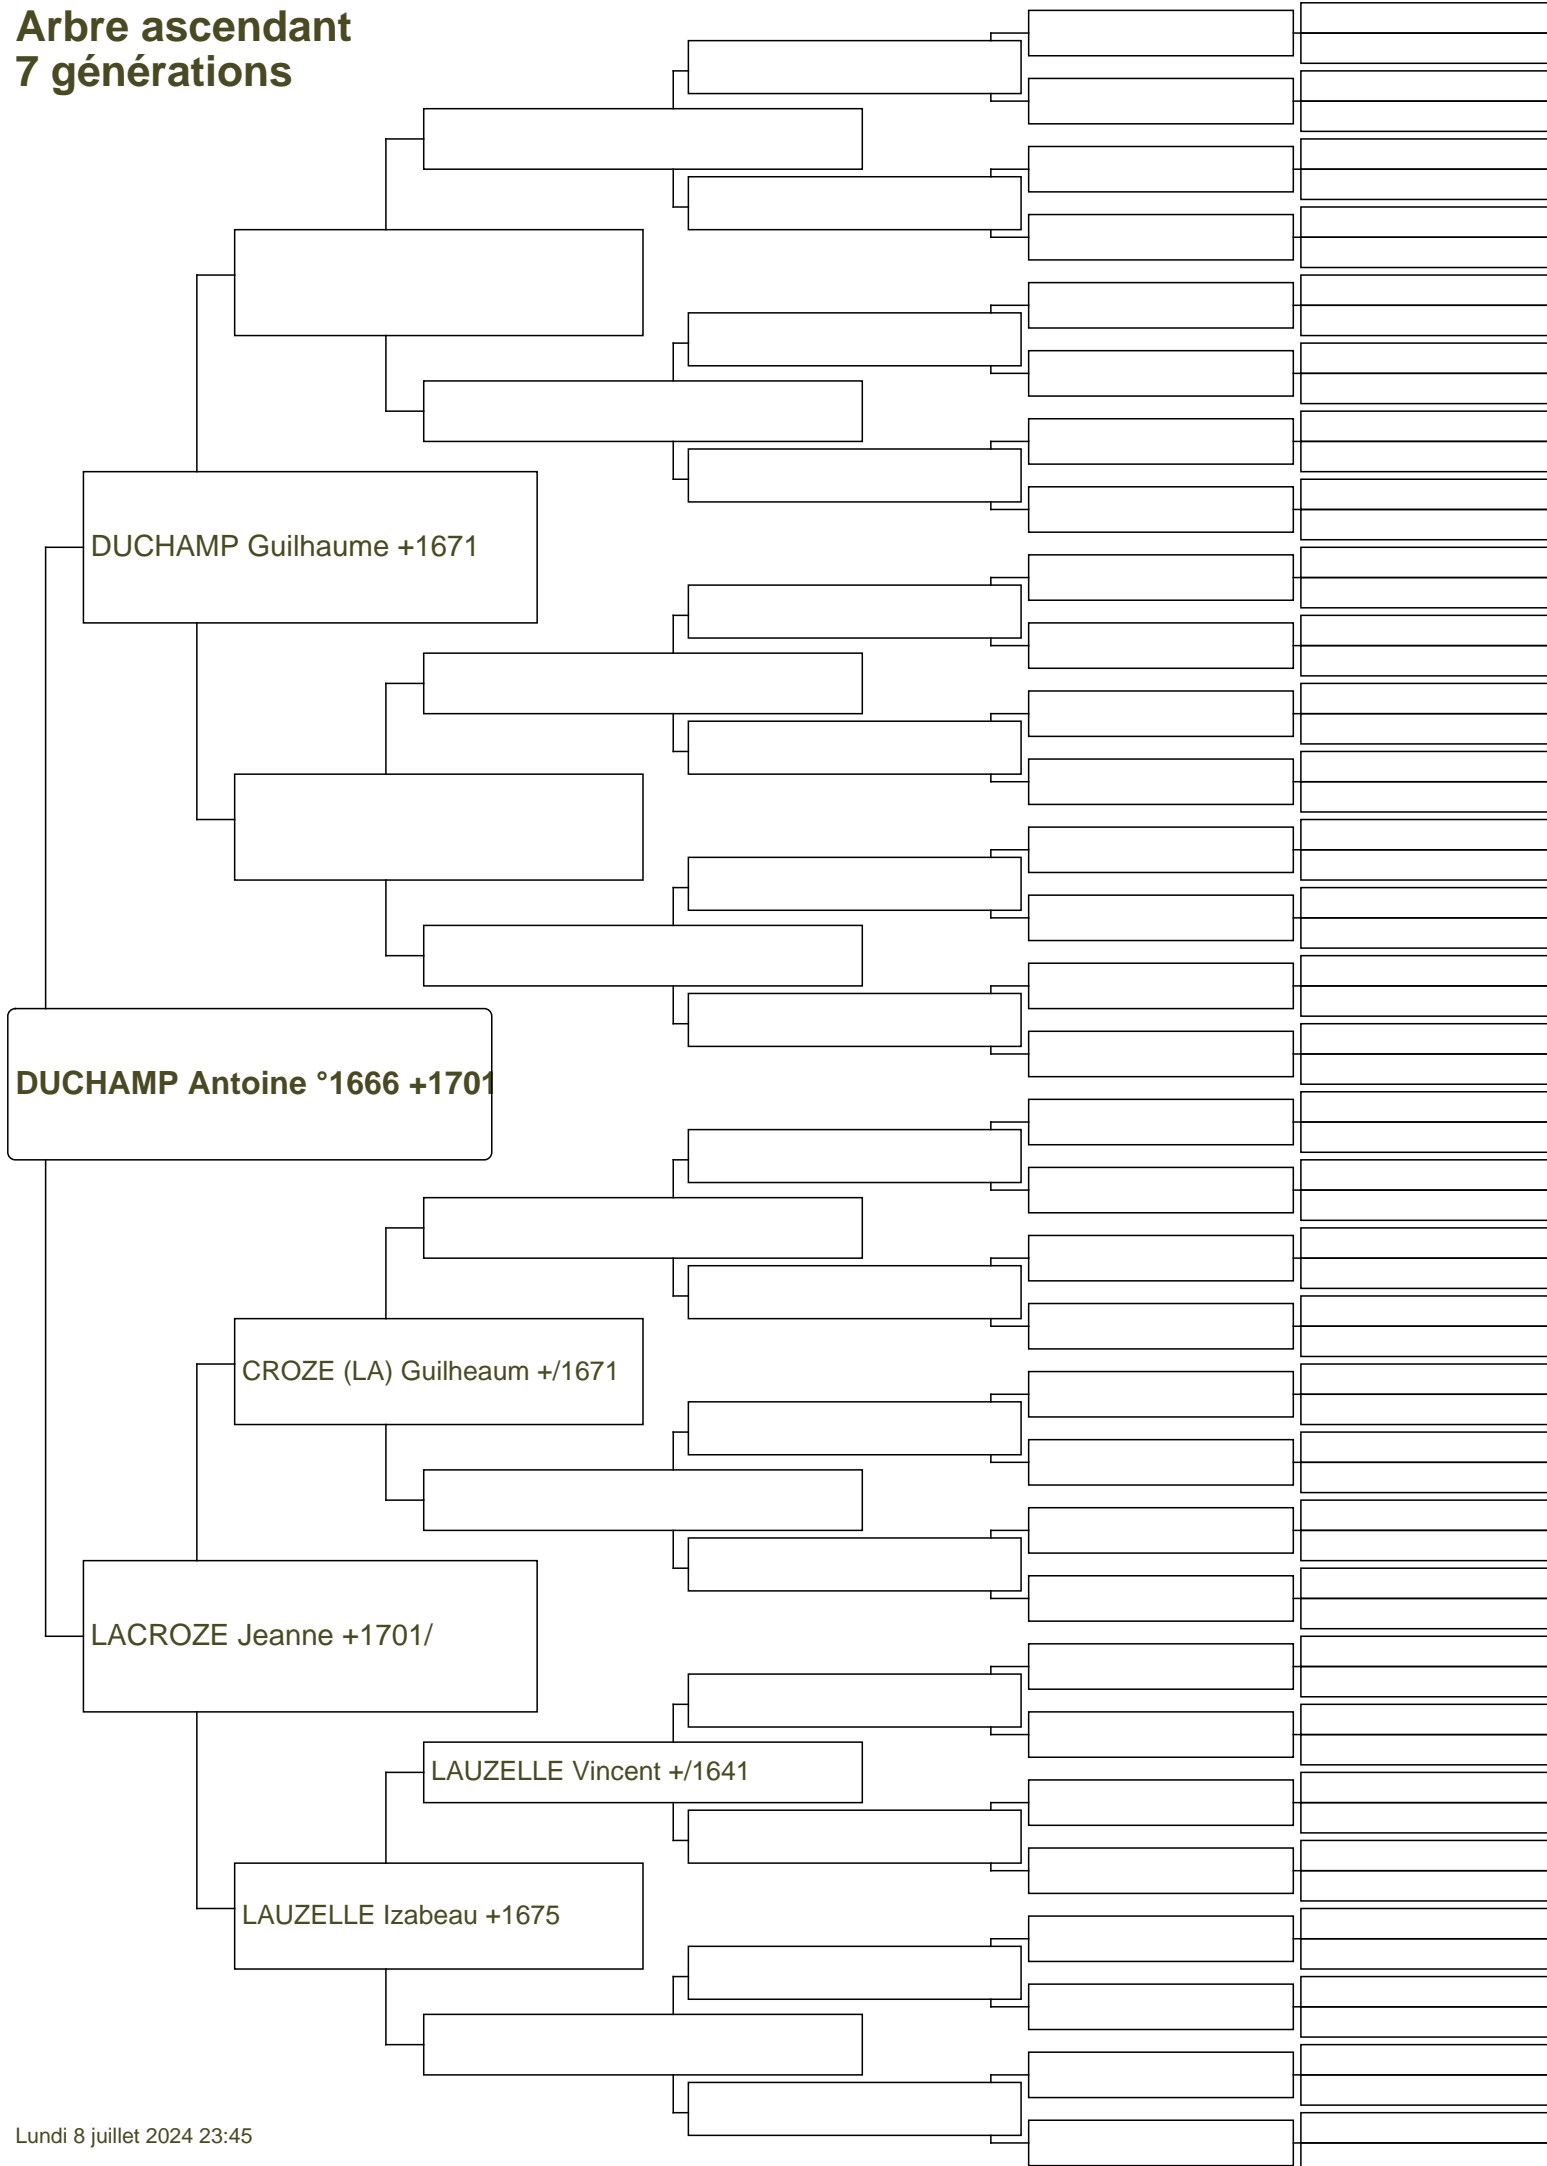 Arbre ascendant
7 générations
DUCHAMP Guilhaume +1671
DUCHAMP Antoine °1666 +1701
CROZE (LA) Guilheaum +/1671
LACROZE Jeanne +1701/
LAUZELLE Vincent +/1641
LAUZELLE Izabeau +1675
Lundi 8 juillet 2024 23:45